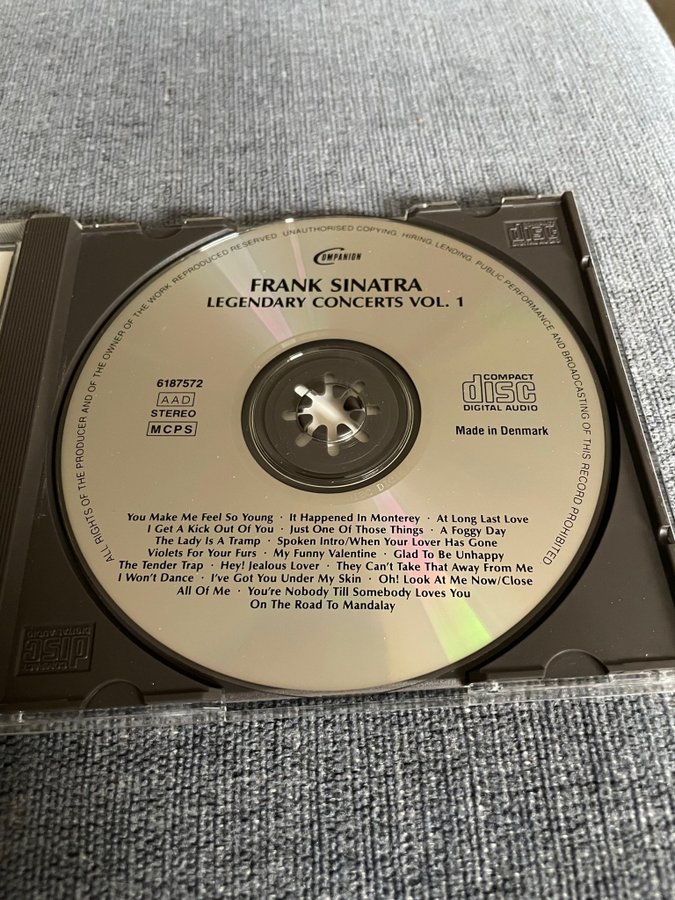 ALL RIGHTS OF THE PRODUCER AND OF THE OWNER OF THE WORK REPRODUCED RESERVED. UNAUTHORISED COPYING, HIRING, LENDING, PUBLIC PERFORMANCE AND BROADCASTING OF THIS RECORD PROHIBITED
COMPANION
FRANK SINATRA
LEGENDARY CONCERTS VOL. 1
6187572
AAD
STEREO
MCPS
COMPACT
disc
DIGITAL AUDIO
Made in Denmark
You Make Me Feel So Young · It Happened In Monterey · At Long Last Love
I Get A Kick Out Of You · Just One Of Those Things · A Foggy Day
The Lady Is A Tramp · Spoken Intro/When Your Lover Has Gone
Violets For Your Furs · My Funny Valentine · Glad To Be Unhappy
The Tender Trap · Hey! Jealous Lover · They Can't Take That Away From Me
I Won't Dance · I've Got You Under My Skin · Oh! Look At Me Now/Close
All Of Me · You're Nobody Till Somebody Loves You
On The Road To Mandalay
disc
disc
DIGITAL AUDIO